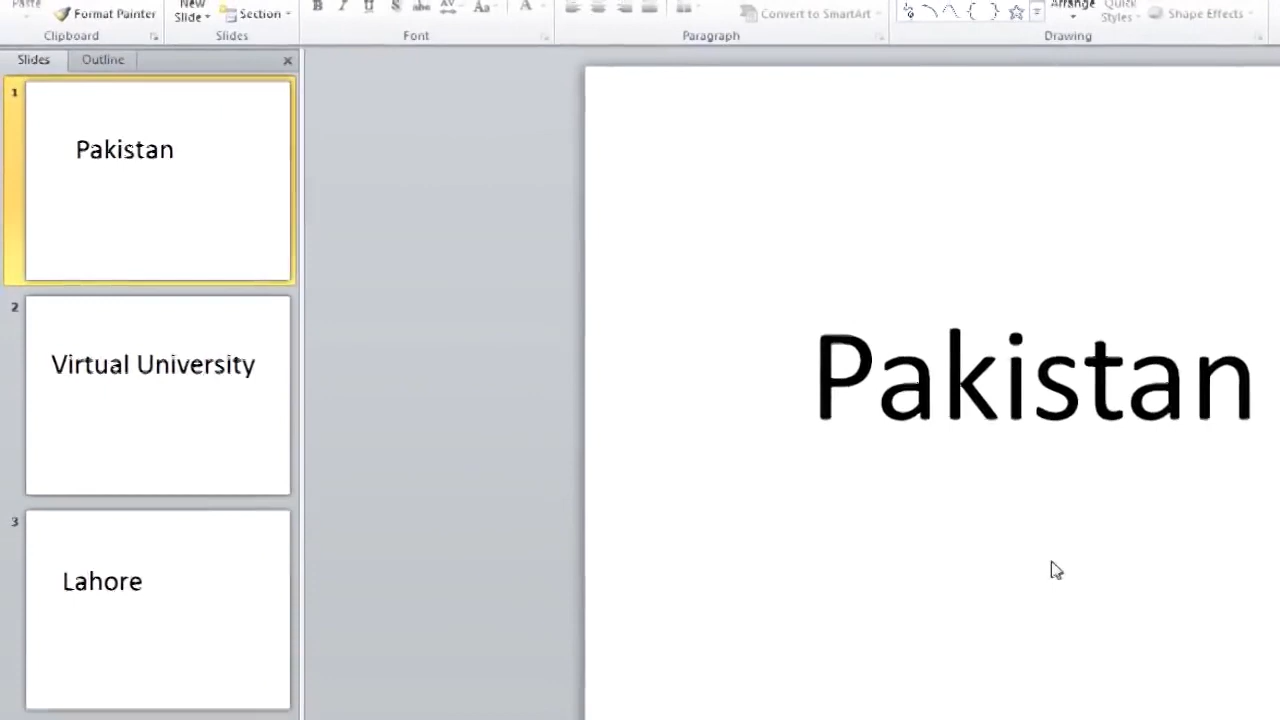 New
Format Painter
Slide
Section
Clipboard
Slides
Font
Paragraph
Drawing
Convert to SmartArt
Arrange
Quick
Styles
Shape Effects
Slides
Outline
1
Pakistan
2
Virtual University
3
Lahore
Pakistan